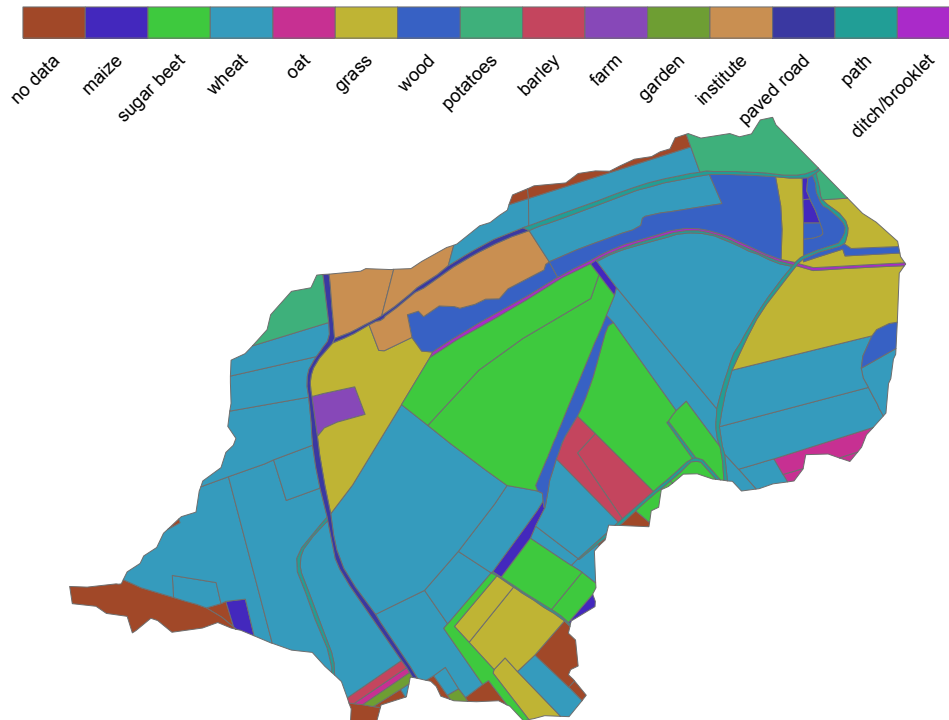 no data
maize
sugar beet
wheat
oat
grass
wood
potatoes
barley
farm
garden
institute
paved road
path
ditch/brooklet